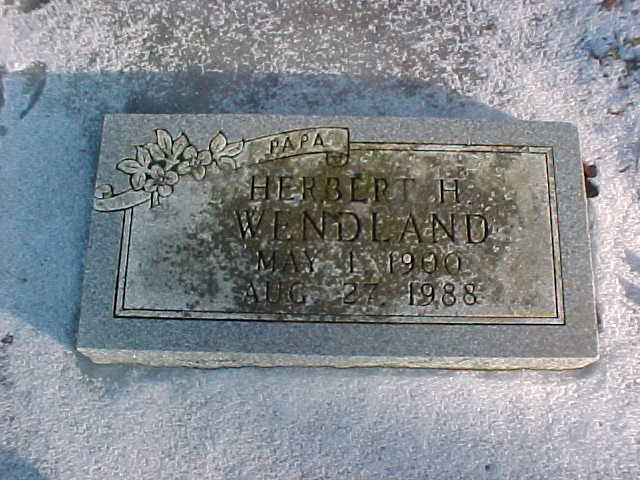 PAPA
HERBERT H
WENDLAND
MAY 1 1900
AUG 27, 1988